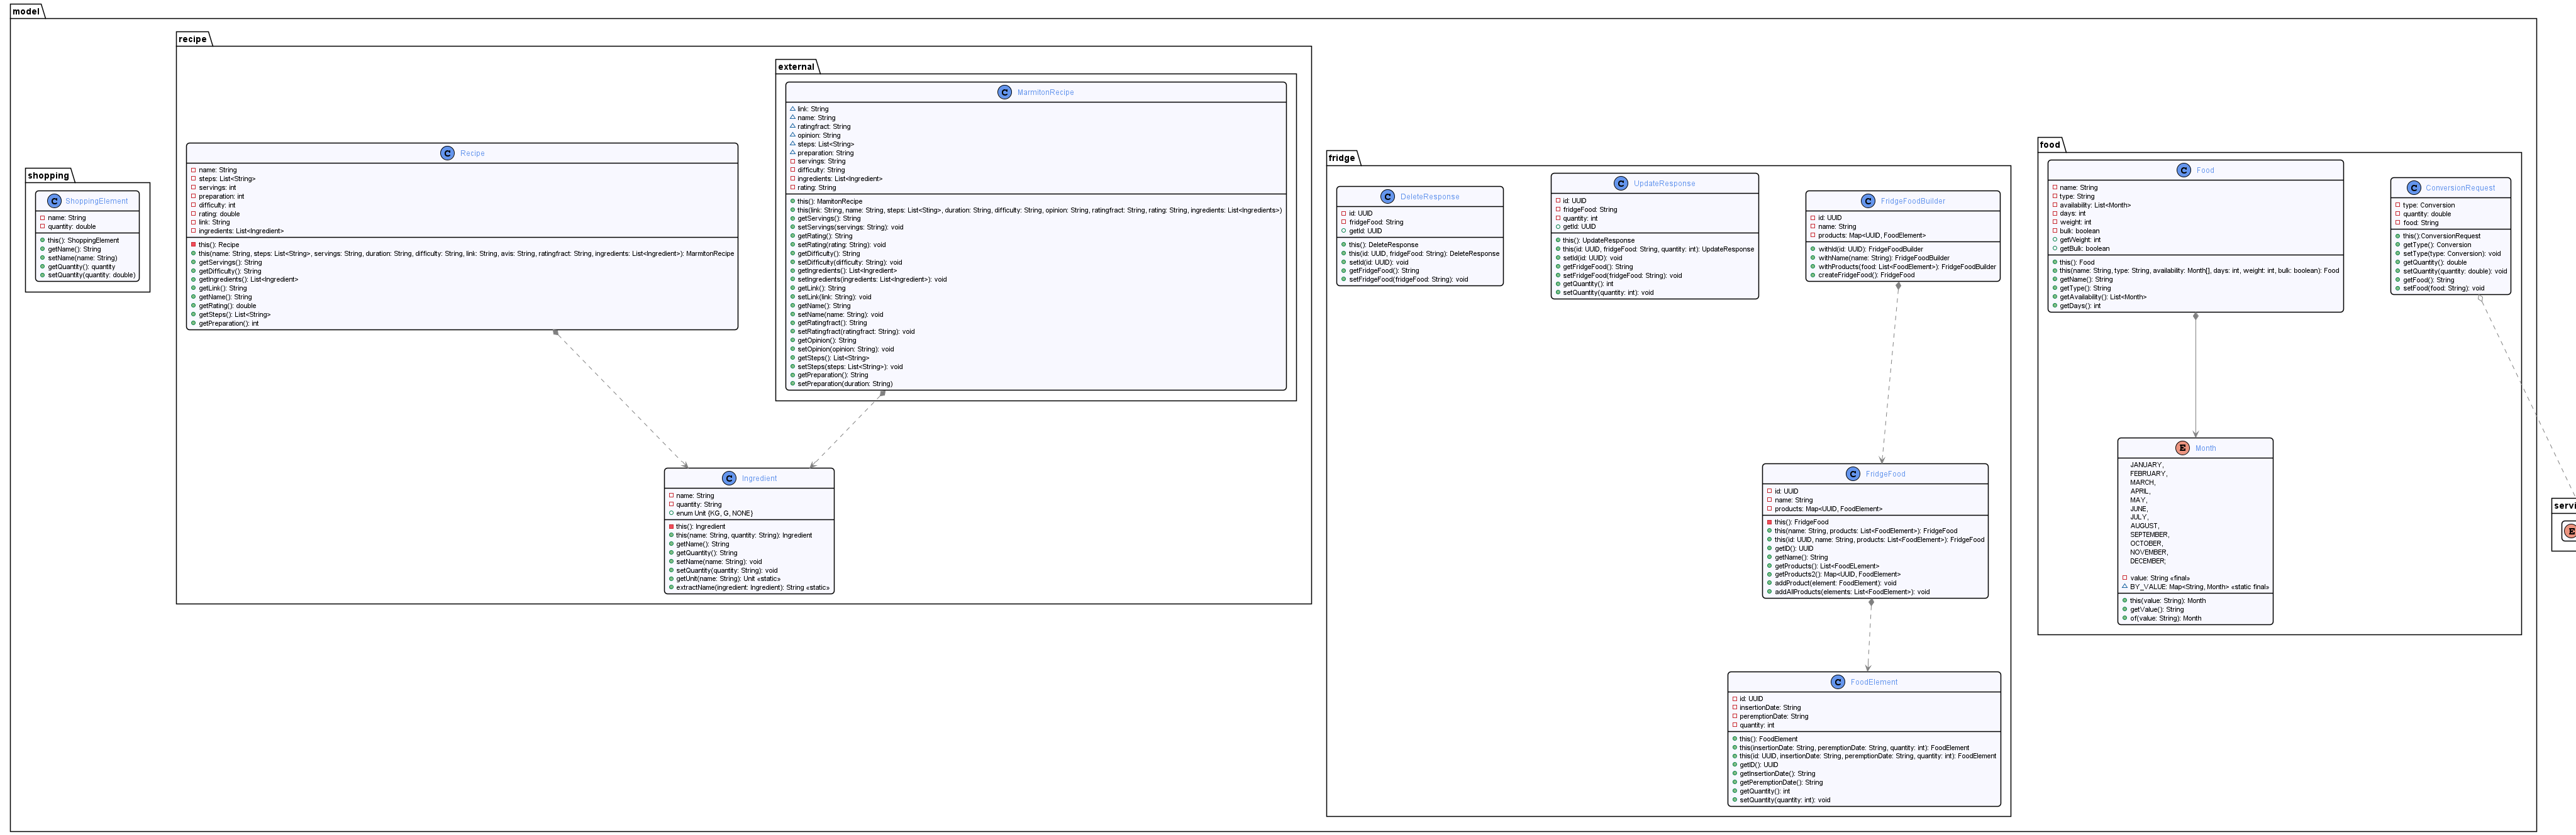 model
shopping
ShoppingElement
name: String
quantity: double
this(): ShoppingElement
getName(): String
setName(name: String)
getQuantity(): quantity
setQuantity(quantity: double)
recipe
Recipe
name: String
steps: List<String>
servings: int
preparation: int
difficulty: int
rating: double
link: String
ingredients: List<Ingredient>
this(): Recipe
this(name: String, steps: List<String>, servings: String, duration: String, difficulty: String, link: String, avis: String, ratingfract: String, ingredients: List<Ingredient>): MarmitonRecipe
getServings(): String
getDifficulty(): String
getIngredients(): List<Ingredient>
getLink(): String
getName(): String
getRating(): double
getSteps(): List<String>
getPreparation(): int
external
MarmitonRecipe
link: String
name: String
ratingfract: String
opinion: String
steps: List<String>
preparation: String
servings: String
difficulty: String
ingredients: List<Ingredient>
rating: String
this(): MamitonRecipe
this(link: String, name: String, steps: List<Sting>, duration: String, difficulty: String, opinion: String, ratingfract: String, rating: String, ingredients: List<Ingredients>)
getServings(): String
setServings(servings: String): void
getRating(): String
setRating(rating: String): void
getDifficulty(): String
setDifficulty(difficulty: String): void
getIngredients(): List<Ingredient>
setIngredients(ingredients: List<Ingredient>): void
getLink(): String
setLink(link: String): void
getName(): String
setName(name: String): void
getRatingfract(): String
setRatingfract(ratingfract: String): void
getOpinion(): String
setOpinion(opinion: String): void
getSteps(): List<String>
setSteps(steps: List<String>): void
getPreparation(): String
setPreparation(duration: String)
Ingredient
name: String
quantity: String
enum Unit {KG, G, NONE}
this(): Ingredient
this(name: String, quantity: String): Ingredient
getName(): String
getQuantity(): String
setName(name: String): void
setQuantity(quantity: String): void
getUnit(name: String): Unit «static»
extractName(ingredient: Ingredient): String «static»
fridge
DeleteResponse
id: UUID
fridgeFood: String
getId: UUID
this(): DeleteResponse
this(id: UUID, fridgeFood: String): DeleteResponse
setId(id: UUID): void
getFridgeFood(): String
setFridgeFood(fridgeFood: String): void
UpdateResponse
id: UUID
fridgeFood: String
quantity: int
getId: UUID
this(): UpdateResponse
this(id: UUID, fridgeFood: String, quantity: int): UpdateResponse
setId(id: UUID): void
getFridgeFood(): String
setFridgeFood(fridgeFood: String): void
getQuantity(): int
setQuantity(quantity: int): void
FridgeFoodBuilder
id: UUID
name: String
products: Map<UUID, FoodElement>
withId(id: UUID): FridgeFoodBuilder
withName(name: String): FridgeFoodBuilder
withProducts(food: List<FoodElement>): FridgeFoodBuilder
createFridgeFood(): FridgeFood
FridgeFood
id: UUID
name: String
products: Map<UUID, FoodElement>
this(): FridgeFood
this(name: String, products: List<FoodElement>): FridgeFood
this(id: UUID, name: String, products: List<FoodElement>): FridgeFood
getID(): UUID
getName(): String
getProducts(): List<FoodELement>
getProducts2(): Map<UUID, FoodElement>
addProduct(element: FoodElement): void
addAllProducts(elements: List<FoodElement>): void
FoodElement
id: UUID
insertionDate: String
peremptionDate: String
quantity: int
this(): FoodElement
this(insertionDate: String, peremptionDate: String, quantity: int): FoodElement
this(id: UUID, insertionDate: String, peremptionDate: String, quantity: int): FoodElement
getID(): UUID
getInsertionDate(): String
getPeremptionDate(): String
getQuantity(): int
setQuantity(quantity: int): void
food
Food
name: String
type: String
availability: List<Month>
days: int
weight: int
bulk: boolean
getWeight: int
getBulk: boolean
this(): Food
this(name: String, type: String, availability: Month[], days: int, weight: int, bulk: boolean): Food
getName(): String
getType(): String
getAvailability(): List<Month>
getDays(): int
ConversionRequest
type: Conversion
quantity: double
food: String
this():ConversionRequest
getType(): Conversion
setType(type: Conversion): void
getQuantity(): double
setQuantity(quantity: double): void
getFood(): String
setFood(food: String): void
Month
JANUARY,
FEBRUARY,
MARCH,
APRIL,
MAY,
JUNE,
JULY,
AUGUST,
SEPTEMBER,
OCTOBER,
NOVEMBER,
DECEMBER;
value: String «final»
BY_VALUE: Map<String, Month> «static final»
this(value: String): Month
getValue(): String
of(value: String): Month
servi